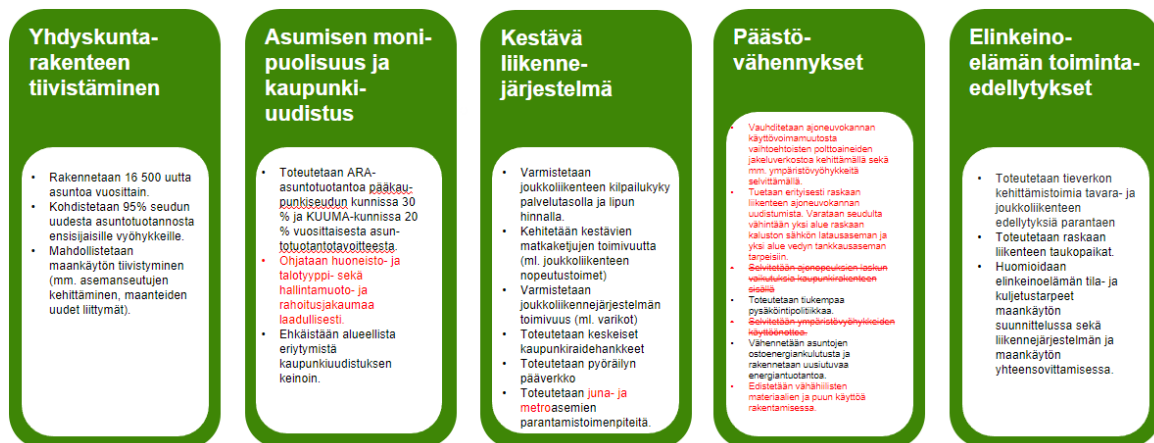 Yhdyskunta-
rakenteen
tiivistäminen
• Rakennetaan 16 500 uutta
asuntoa vuosittain.
• Kohdistetaan 95% seudun
uudesta asuntotuotannosta
ensisijaisille vyöhykkeille.
• Mahdollistetaan
maankäytön tiivistyminen
(mm. asemanseutujen
kehittäminen, maanteiden
uudet liittymät).
Asumisen moni-
puolisuus ja
kaupunki-
uudistus
• Toteutetaan ARA-
asuntotuotantoa pääkau-
punkiseudun kunnissa 30
% ja KUUMA-kunnissa 20
% vuosittaisesta asun-
totuotantotavoitteesta.
• Ohjataan huoneisto- ja
talotyyppi- sekä
hallintamuoto- ja
rahoitusjakaumaa
laadullisesti.
• Ehkäistään alueellista
eriytymistä
kaupunkiuudistuksen
keinoin.
Kestävä
liikenne-
järjestelmä
• Varmistetaan
joukkoliikenteen kilpailukyky
palvelutasolla ja lipun
hinnalla.
• Kehitetään kestävien
matkaketjujen toimivuutta
(ml. joukkoliikenteen
nopeutustoimet)
• Varmistetaan
joukkoliikennejärjestelmän
toimivuus (ml. varikot)
• Toteutetaan keskeiset
kaupunkiraidehankkeet
• Toteutetaan pyöräilyn
pääverkko
• Toteutetaan juna- ja
metroasemien
parantamistoimenpiteitä.
Päästö-
vähennykset
• Vauhditetaan ajoneuvokannan
käyttövoimamuutosta
vaihtoehtoisten polttoaineiden
jakeluverkostoa kehittämällä sekä
mm. ympäristövyöhykkeitä
selvittämällä.
• Tuetaan erityisesti raskaan
liikenteen ajoneuvokannan
uudistumista. Varataan seudulta
vähintään yksi alue raskaan
kaluston sähkön latausaseman ja
yksi alue vedyn tankkausaseman
tarpeisiin.
• Selvitetään ajonopeuksien laskun
vaikutuksia kaupunkirakenteen
sisällä
• Toteutetaan tiukempaa
pysäköintipolitiikkaa.
• Selvitetään ympäristövyöhykkeiden
käyttöönottoa.
• Vähennetään asuntojen
ostoenergiankulutusta ja
rakennetaan uusiutuvaa
energiantuotantoa.
• Edistetään vähähiilisten
materiaalien ja puun käyttöä
rakentamisessa.
Elinkeino-
elämän toiminta-
edellytykset
• Toteutetaan tieverkon
kehittämistoimia tavara- ja
joukkoliikenteen
edellytyksiä parantaen
• Toteutetaan raskaan
liikenteen taukopaikat.
• Huomioidaan
elinkeinoelämän tila- ja
kuljetustarpeet
maankäytön
suunnittelussa sekä
liikennejärjestelmän ja
maankäytön
yhteensovittamisessa.